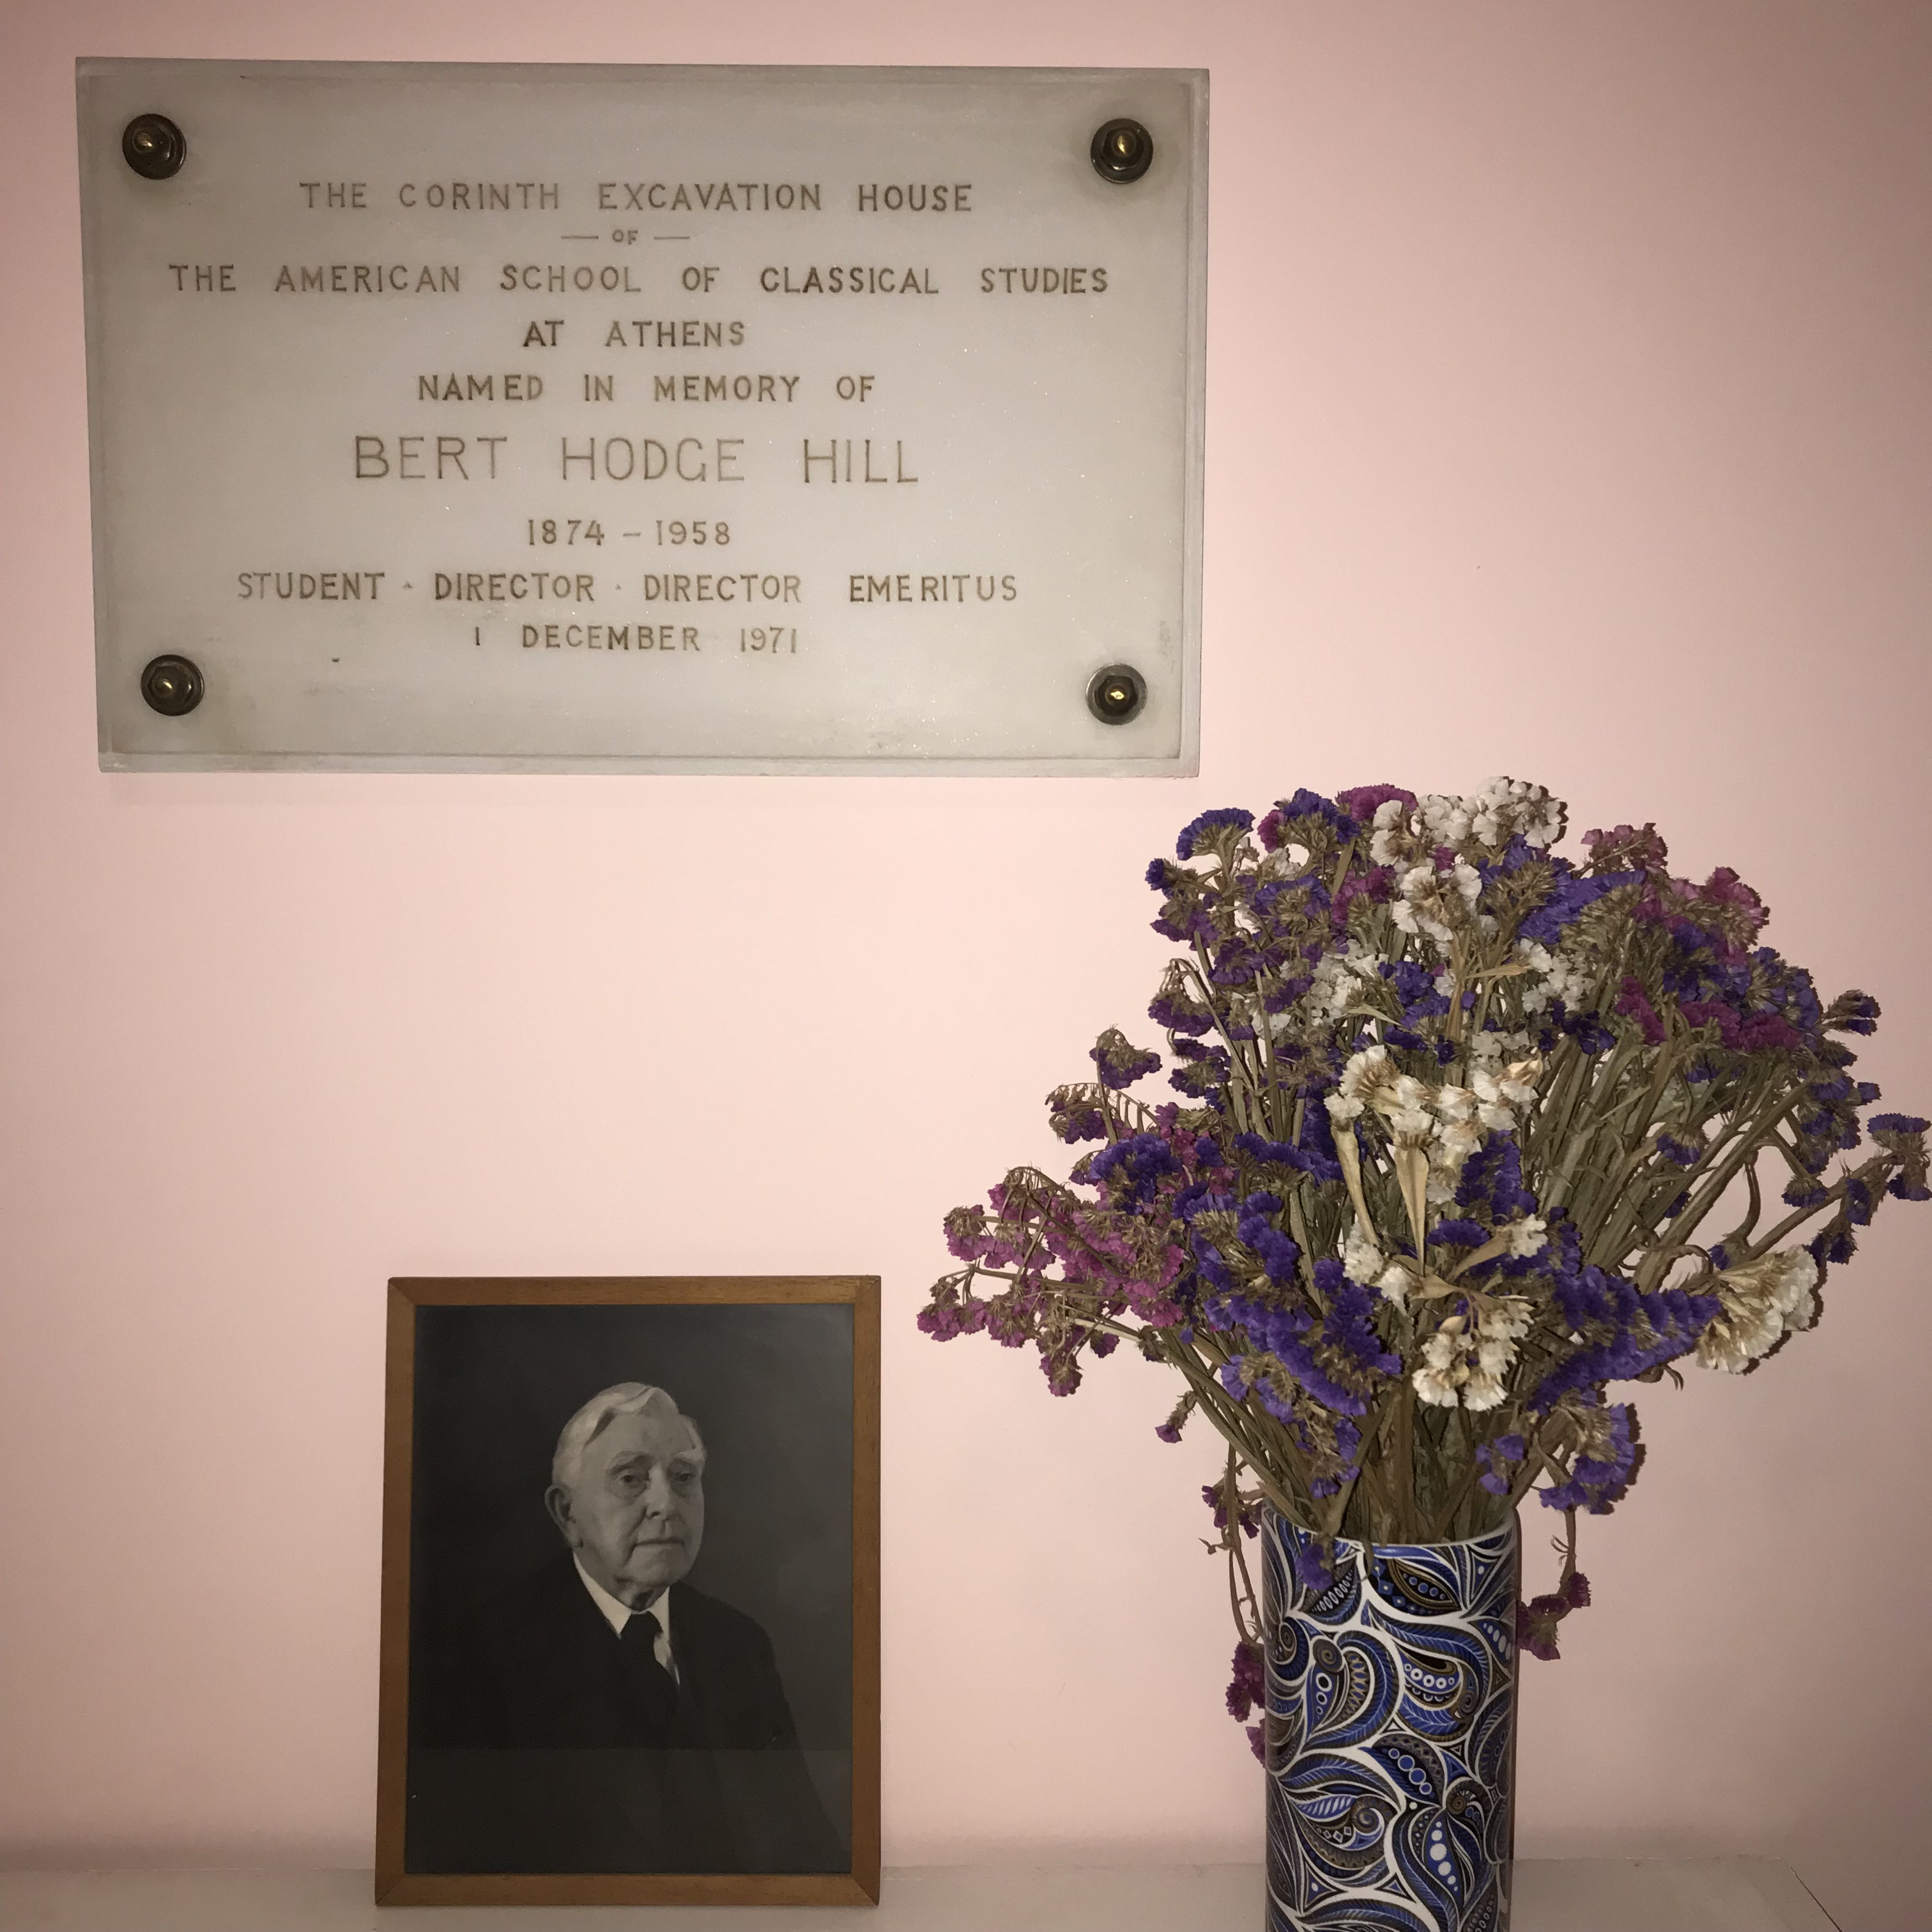 THE CORINTH EXCAVATION HOUSE
— OF —
THE AMERICAN SCHOOL OF CLASSICAL STUDIES
AT ATHENS
NAMED IN MEMORY OF
BERT HODGE HILL
1874 – 1958
STUDENT · DIRECTOR · DIRECTOR EMERITUS
1 DECEMBER 1971